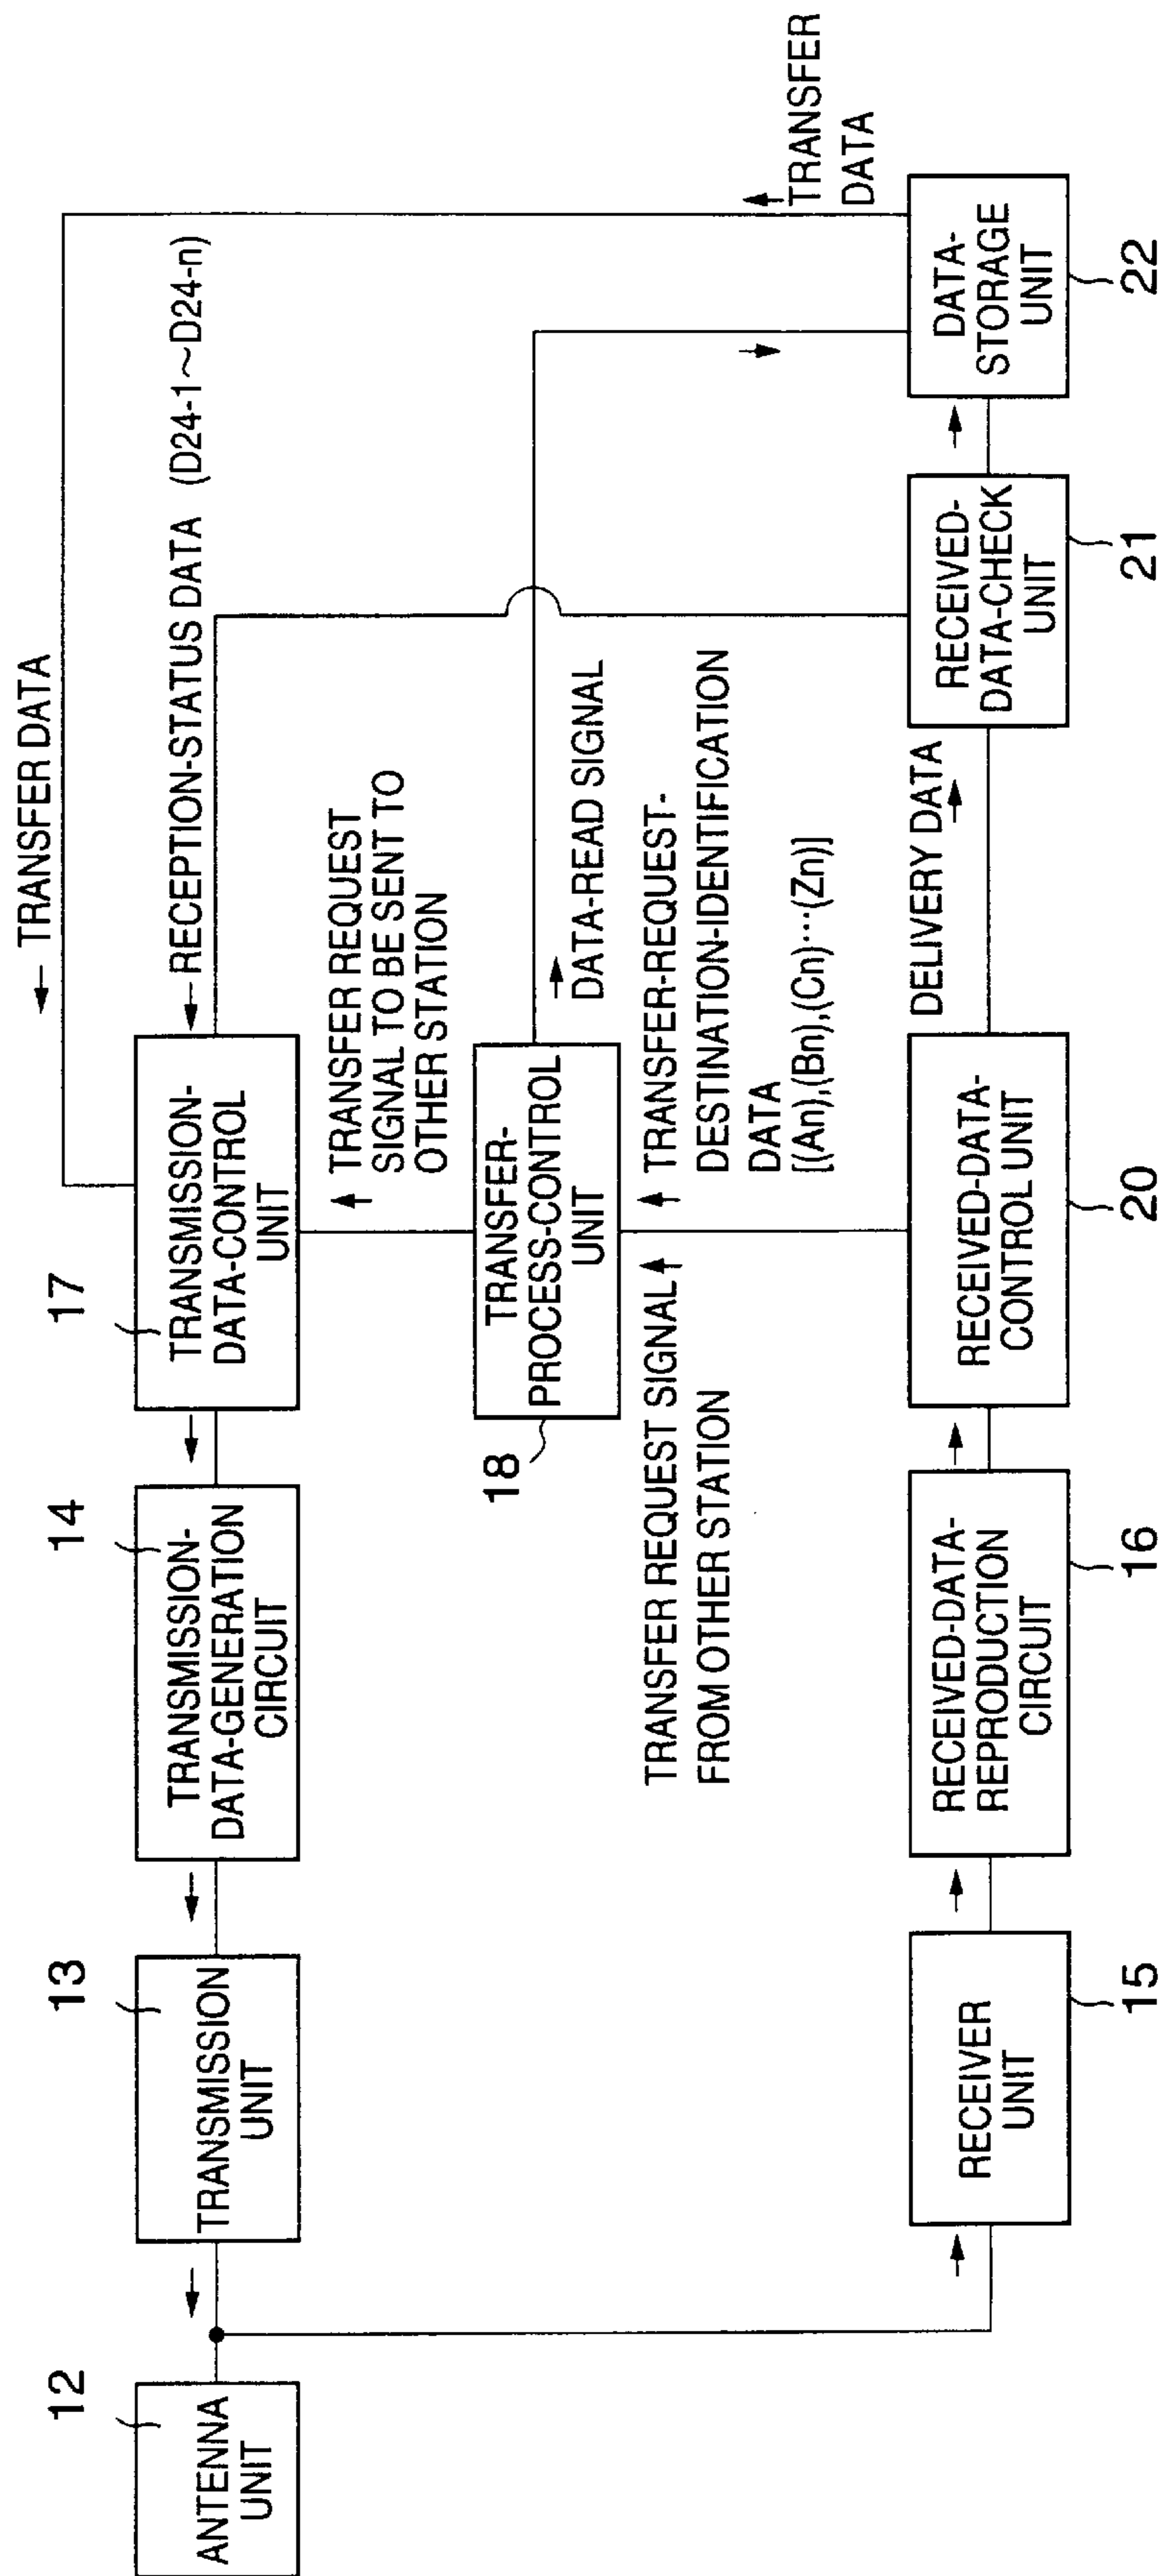 12
ANTENNA
UNIT
13
TRANSMISSION
UNIT
14
TRANSMISSION-
DATA-GENERATION
CIRCUIT
17
TRANSMISSION-
DATA-CONTROL
UNIT
TRANSFER DATA
RECEPTION-STATUS DATA (D24-1~D24-n)
TRANSFER REQUEST
SIGNAL TO BE SENT TO
OTHER STATION
18
TRANSFER-
PROCESS-CONTROL
UNIT
DATA-READ SIGNAL
TRANSFER REQUEST SIGNAL
FROM OTHER STATION
TRANSFER-REQUEST-
DESTINATION-IDENTIFICATION
DATA
[(An),(Bn),(Cn)···(Zn)]
TRANSFER
DATA
RECEIVER
UNIT
15
RECEIVED-DATA-
REPRODUCTION
CIRCUIT
16
RECEIVED-DATA-
CONTROL UNIT
20
DELIVERY DATA
RECEIVED-
DATA-CHECK
UNIT
21
DATA-
STORAGE
UNIT
22